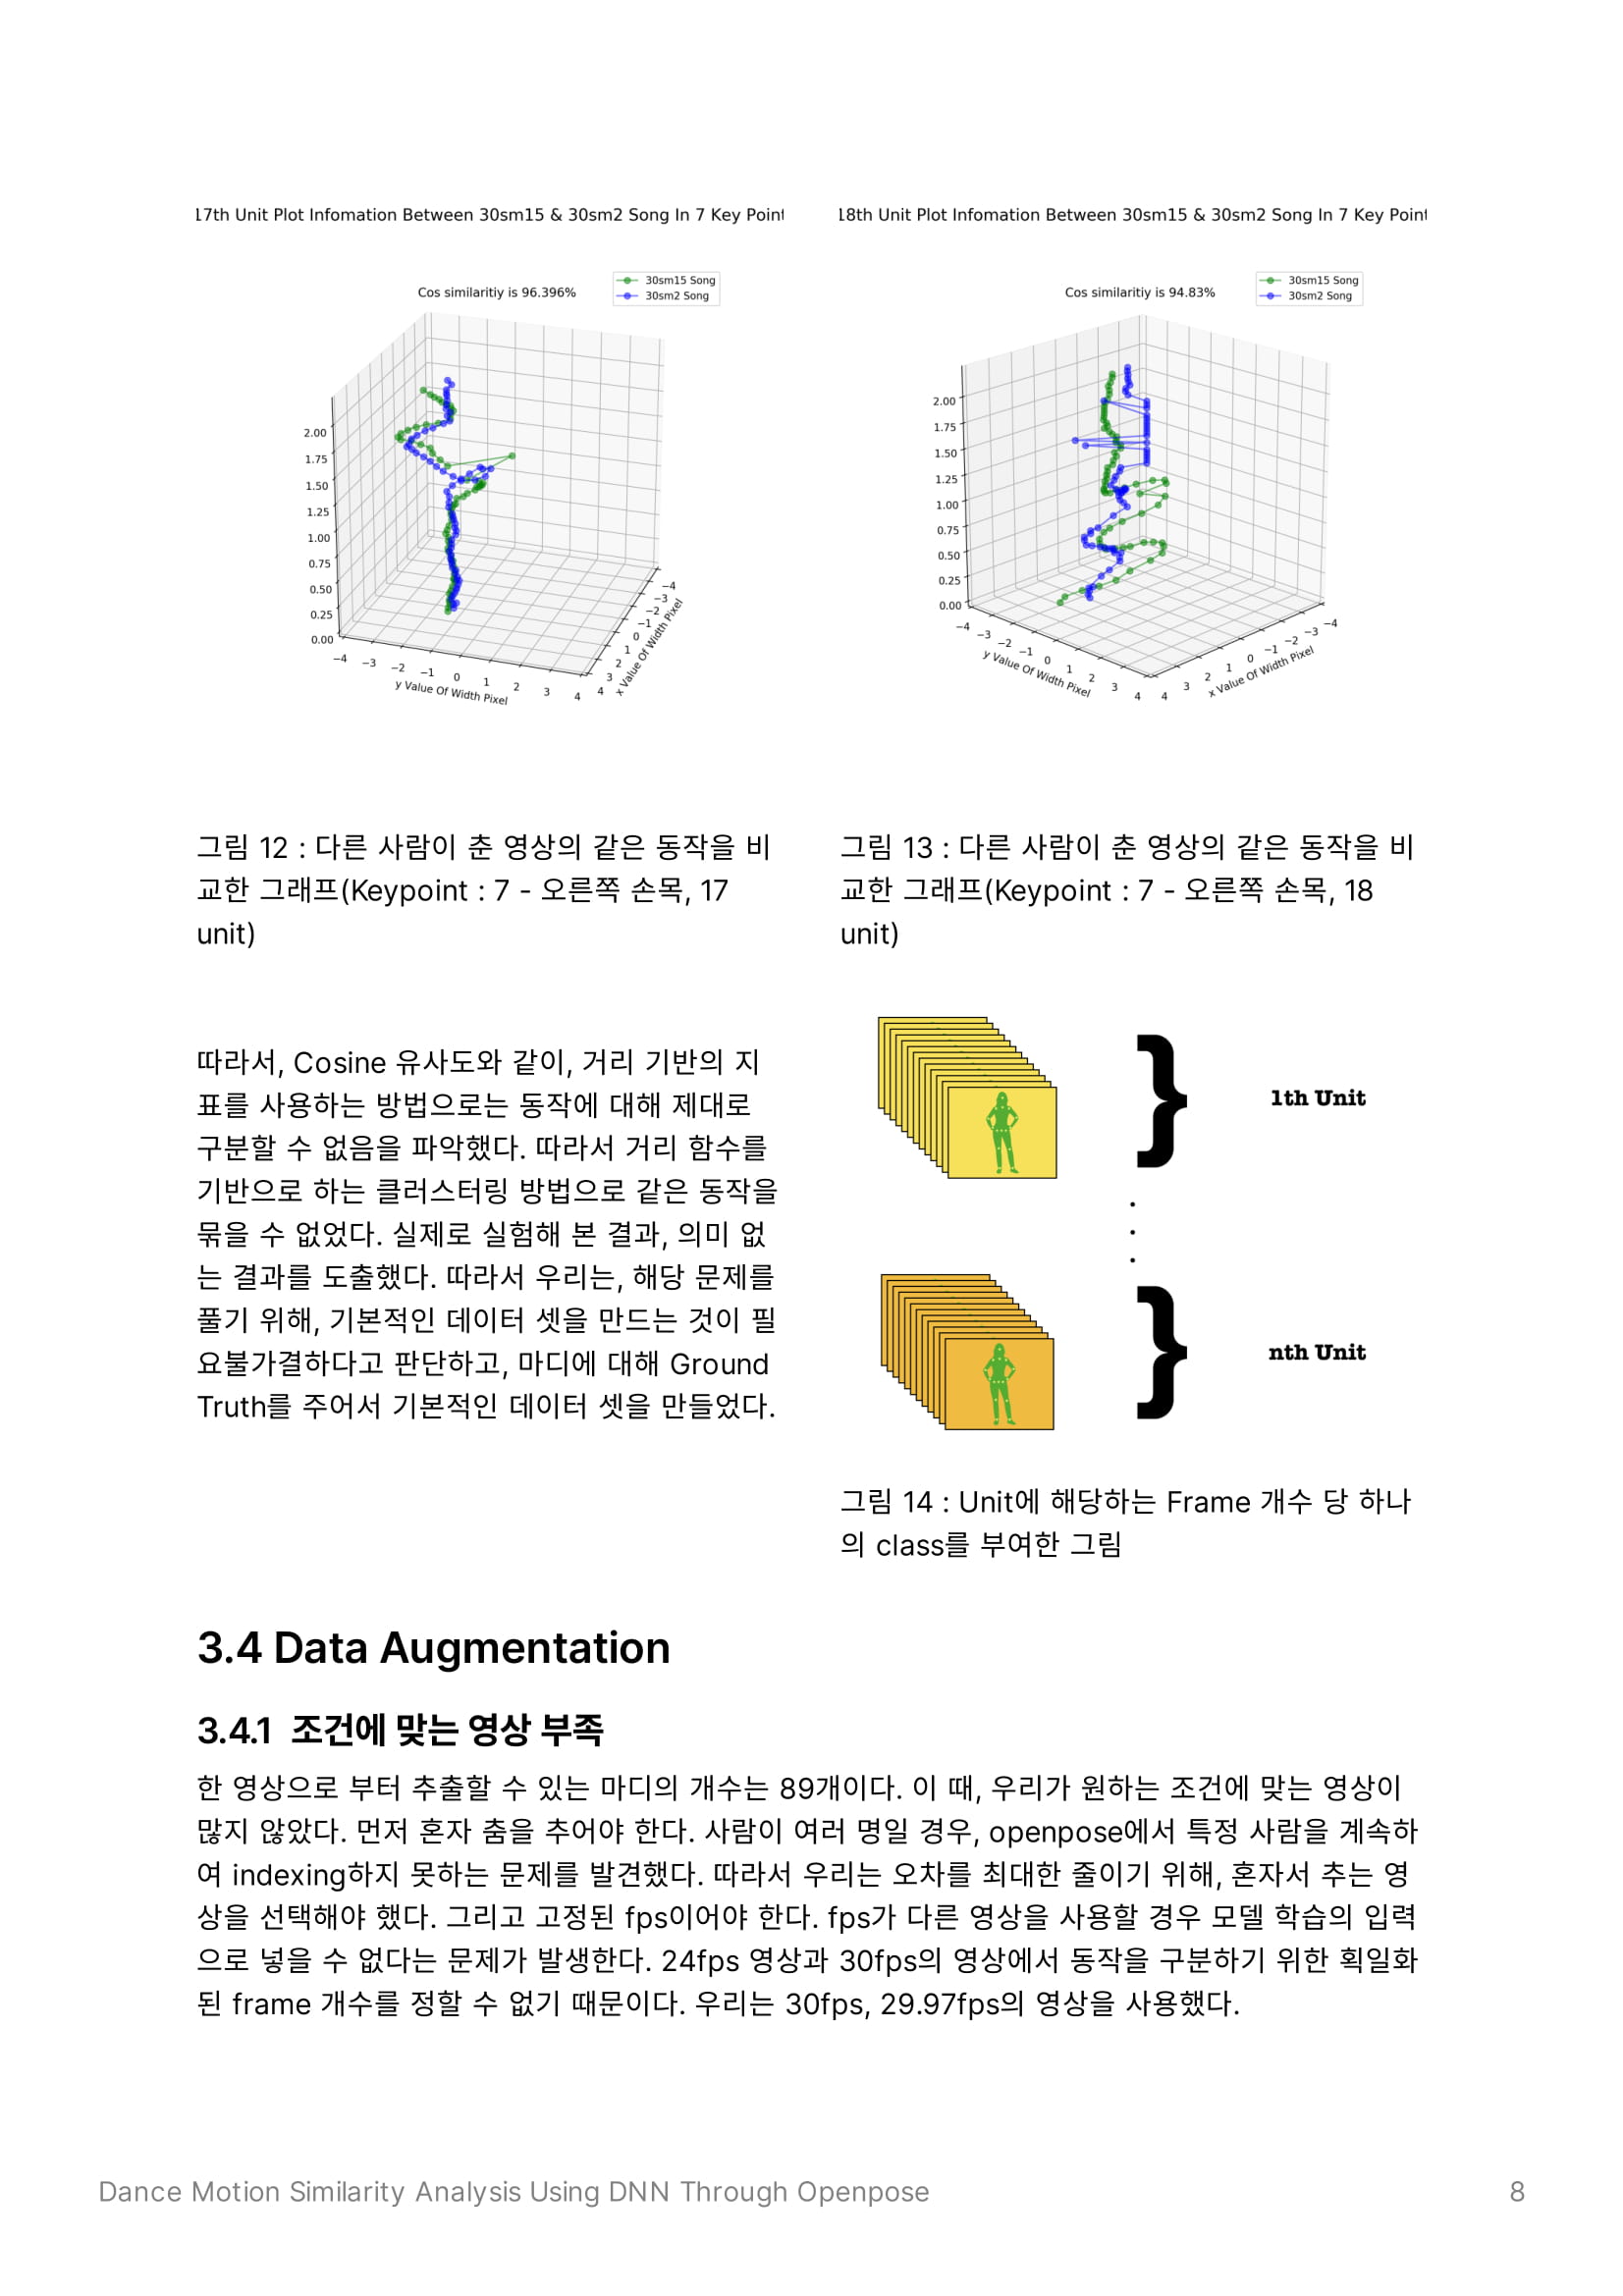 17th Unit Plot Infomation Between 30sm15 & 30sm2 Song In 7 Key Point
Cos similaritiy is 96.396%
30sm15 Song
30sm2 Song
2.00
1.75
1.50
1.25
1.00
0.75
0.50
0.25
0.00
−4
−3
−2
−1
0
1
2
3
4
y Value Of Width Pixel
−4
−3
−2
−1
0
1
2
3
4
x Value Of Width Pixel
18th Unit Plot Infomation Between 30sm15 & 30sm2 Song In 7 Key Point
Cos similaritiy is 94.83%
30sm15 Song
30sm2 Song
2.00
1.75
1.50
1.25
1.00
0.75
0.50
0.25
0.00
−4
−3
−2
−1
0
1
2
3
4
y Value Of Width Pixel
−4
−3
−2
−1
0
1
2
3
4
x Value Of Width Pixel
그림 12 : 다른 사람이 춘 영상의 같은 동작을 비
교한 그래프(Keypoint : 7 - 오른쪽 손목, 17
unit)
그림 13 : 다른 사람이 춘 영상의 같은 동작을 비
교한 그래프(Keypoint : 7 - 오른쪽 손목, 18
unit)
따라서, Cosine 유사도와 같이, 거리 기반의 지
표를 사용하는 방법으로는 동작에 대해 제대로
구분할 수 없음을 파악했다. 따라서 거리 함수를
기반으로 하는 클러스터링 방법으로 같은 동작을
묶을 수 없었다. 실제로 실험해 본 결과, 의미 없
는 결과를 도출했다. 따라서 우리는, 해당 문제를
풀기 위해, 기본적인 데이터 셋을 만드는 것이 필
요불가결하다고 판단하고, 마디에 대해 Ground
Truth를 주어서 기본적인 데이터 셋을 만들었다.
1th Unit
nth Unit
그림 14 : Unit에 해당하는 Frame 개수 당 하나
의 class를 부여한 그림
3.4 Data Augmentation
3.4.1 조건에 맞는 영상 부족
한 영상으로 부터 추출할 수 있는 마디의 개수는 89개이다. 이 때, 우리가 원하는 조건에 맞는 영상이
많지 않았다. 먼저 혼자 춤을 추어야 한다. 사람이 여러 명일 경우, openpose에서 특정 사람을 계속하
여 indexing하지 못하는 문제를 발견했다. 따라서 우리는 오차를 최대한 줄이기 위해, 혼자서 추는 영
상을 선택해야 했다. 그리고 고정된 fps이어야 한다. fps가 다른 영상을 사용할 경우 모델 학습의 입력
으로 넣을 수 없다는 문제가 발생한다. 24fps 영상과 30fps의 영상에서 동작을 구분하기 위한 획일화
된 frame 개수를 정할 수 없기 때문이다. 우리는 30fps, 29.97fps의 영상을 사용했다.
Dance Motion Similarity Analysis Using DNN Through Openpose
8